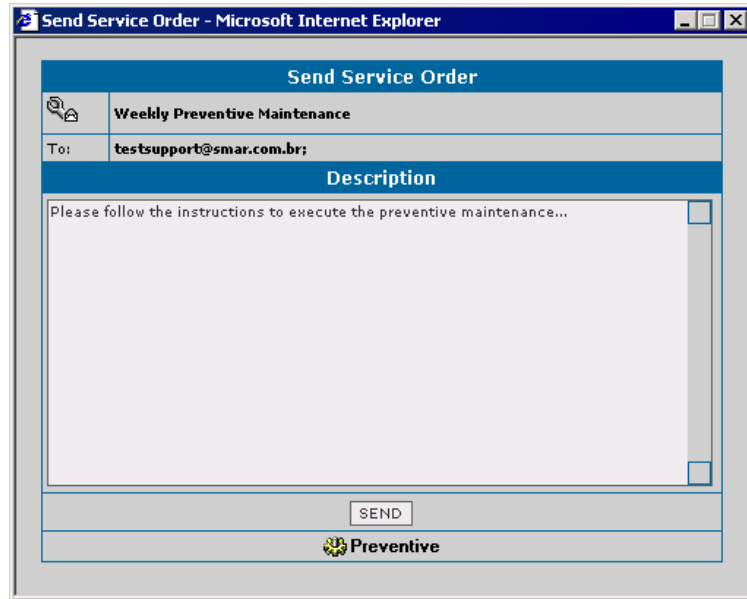 Send Service Order - Microsoft Internet Explorer
Send Service Order
Weekly Preventive Maintenance
To: testsupport@smar.com.br;
Description
Please follow the instructions to execute the preventive maintenance...
SEND
Preventive